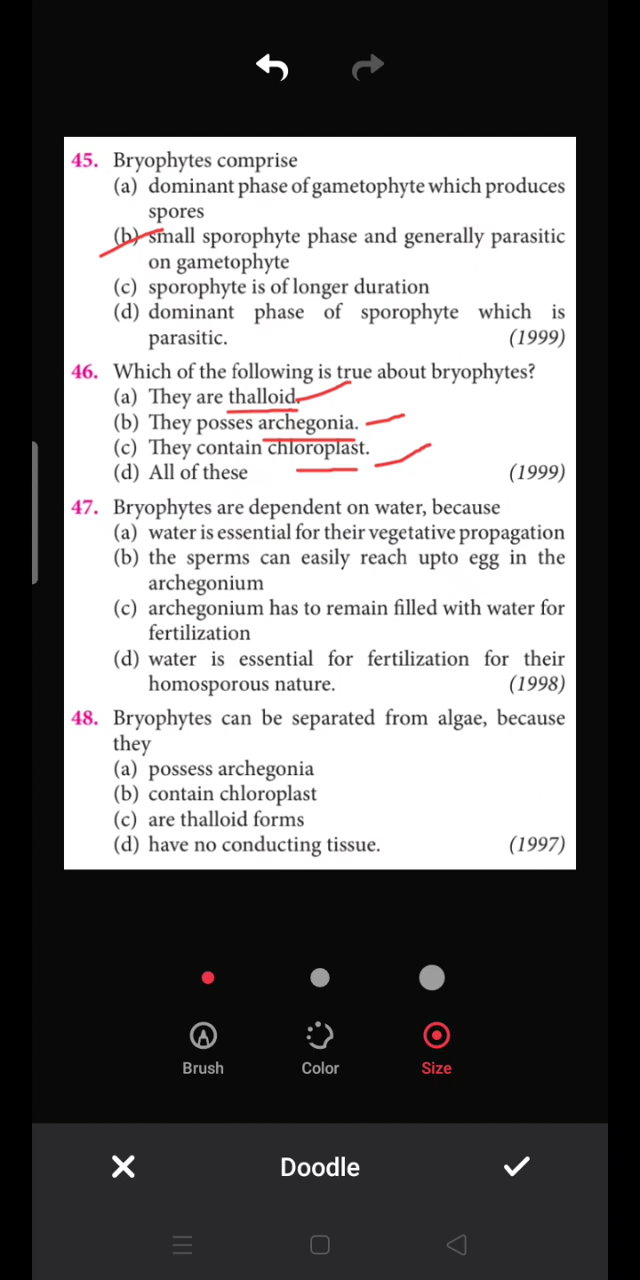 45. Bryophytes comprise
(a) dominant phase of gametophyte which produces
spores
(b) small sporophyte phase and generally parasitic
on gametophyte
(c) sporophyte is of longer duration
(d) dominant phase of sporophyte which is
parasitic. (1999)
46. Which of the following is true about bryophytes?
(a) They are thalloid.
(b) They posses archegonia.
(c) They contain chloroplast.
(d) All of these (1999)
47. Bryophytes are dependent on water, because
(a) water is essential for their vegetative propagation
(b) the sperms can easily reach upto egg in the
archegonium
(c) archegonium has to remain filled with water for
fertilization
(d) water is essential for fertilization for their
homosporous nature. (1998)
48. Bryophytes can be separated from algae, because
they
(a) possess archegonia
(b) contain chloroplast
(c) are thalloid forms
(d) have no conducting tissue. (1997)
Brush Color Size
Doodle